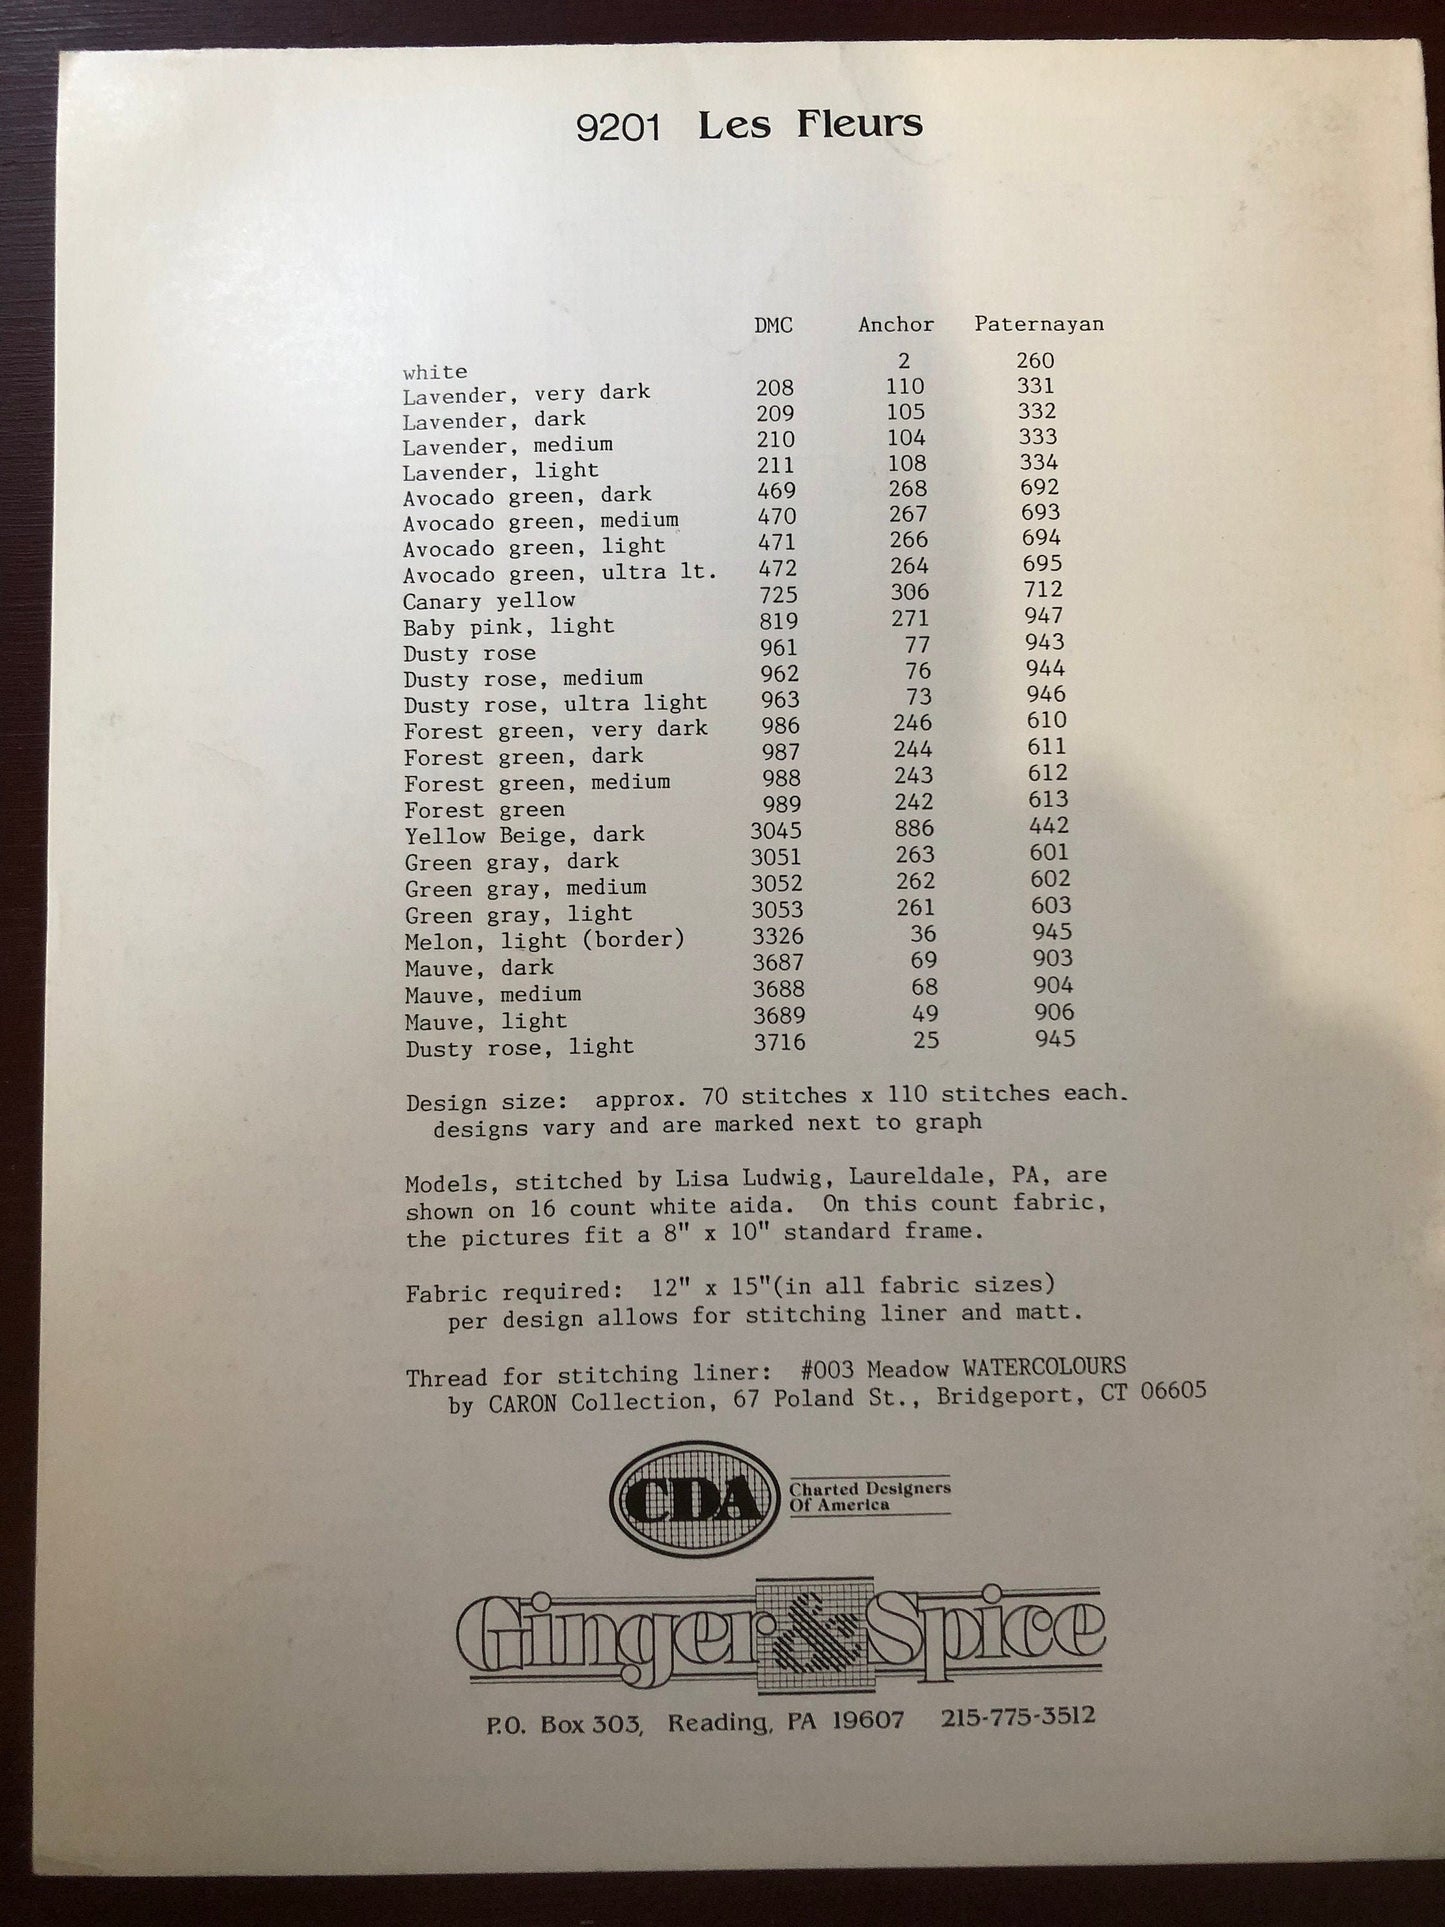 9201 Les Fleurs
DMC Anchor Paternayan
white 2 260
Lavender, very dark 208 110 331
Lavender, dark 209 105 332
Lavender, medium 210 104 333
Lavender, light 211 108 334
Avocado green, dark 469 268 692
Avocado green, medium 470 267 693
Avocado green, light 471 266 694
Avocado green, ultra lt. 472 264 695
Canary yellow 725 306 712
Baby pink, light 819 271 947
Dusty rose 961 77 943
Dusty rose, medium 962 76 944
Dusty rose, ultra light 963 73 946
Forest green, very dark 986 246 610
Forest green, dark 987 244 611
Forest green, medium 988 243 612
Forest green 989 242 613
Yellow Beige, dark 3045 886 442
Green gray, dark 3051 263 601
Green gray, medium 3052 262 602
Green gray, light 3053 261 603
Melon, light (border) 3326 36 945
Mauve, dark 3687 69 903
Mauve, medium 3688 68 904
Mauve, light 3689 49 906
Dusty rose, light 3716 25 945
Design size: approx. 70 stitches x 110 stitches each.
designs vary and are marked next to graph
Models, stitched by Lisa Ludwig, Laureldale, PA, are
shown on 16 count white aida. On this count fabric,
the pictures fit a 8" x 10" standard frame.
Fabric required: 12" x 15"(in all fabric sizes)
per design allows for stitching liner and matt.
Thread for stitching liner: #003 Meadow WATERCOLOURS
by CARON Collection, 67 Poland St., Bridgeport, CT 06605
CDA Charted Designers
Of America
Ginger & Spice
P.O. Box 303, Reading, PA 19607 215-775-3512